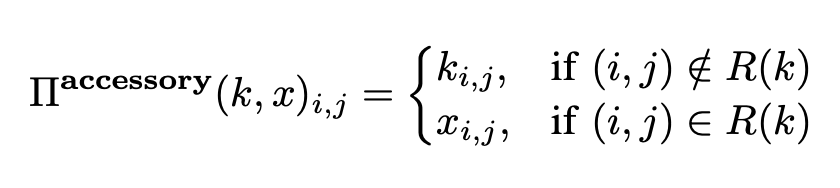 Π^accessory(k, x)_{i,j} = { k_{i,j}, if (i, j) ∉ R(k)
x_{i,j}, if (i, j) ∈ R(k)